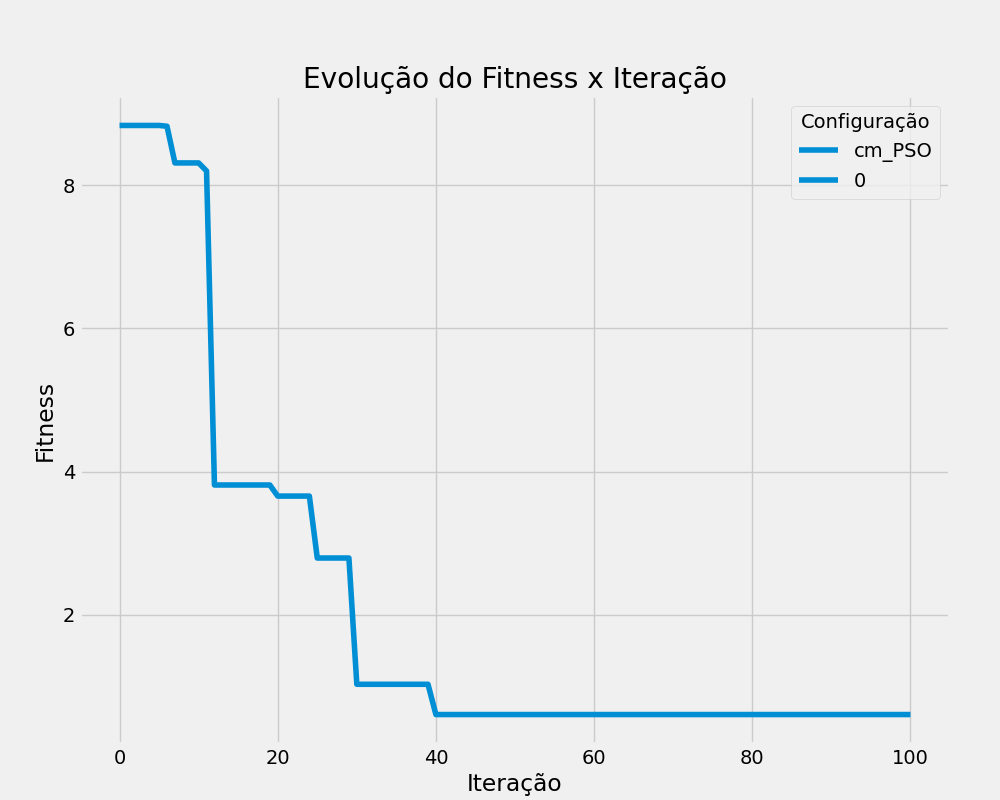 Evolução do Fitness x Iteração
Configuração
cm_PSO
0
8
6
4
2
Fitness
0 20 40 60 80 100
Iteração